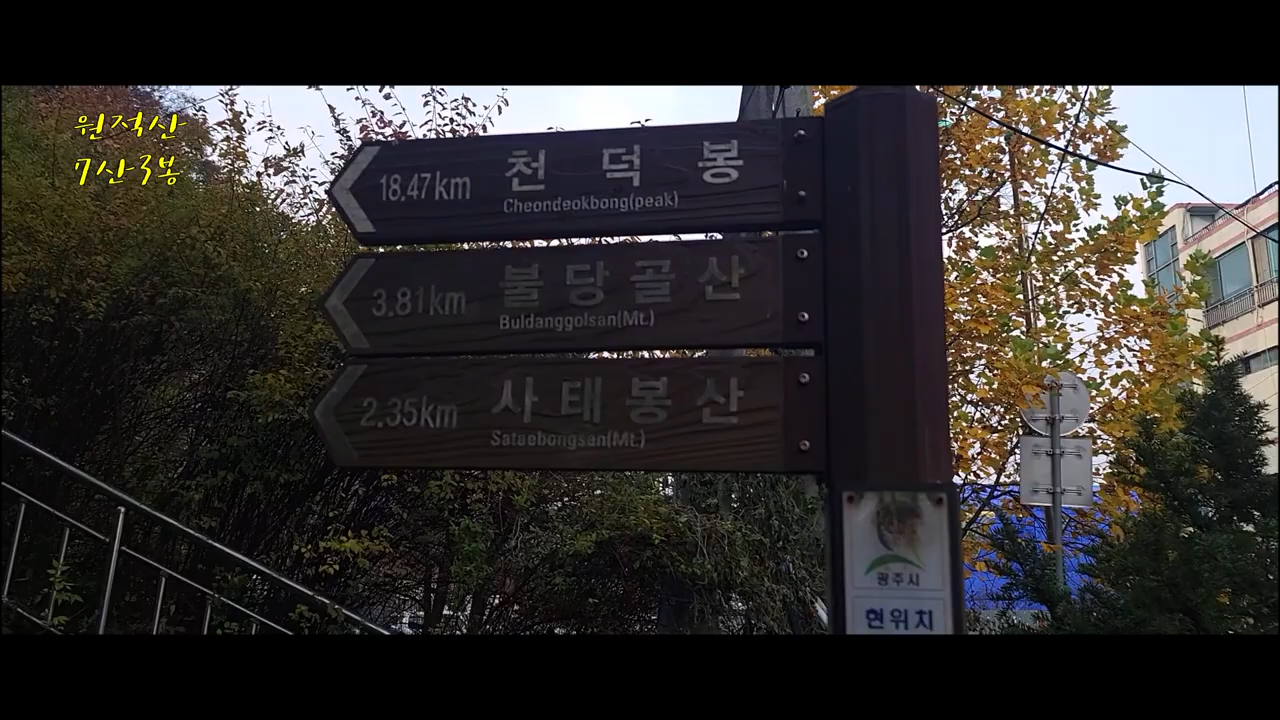 원적산
7산3봉
18.47km 천덕봉
Cheondeokbong(peak)
3.81km 불당골산
Buldanggolsan(Mt.)
2.35km 사태봉산
Sataebongsan(Mt.)
광주시
현위치